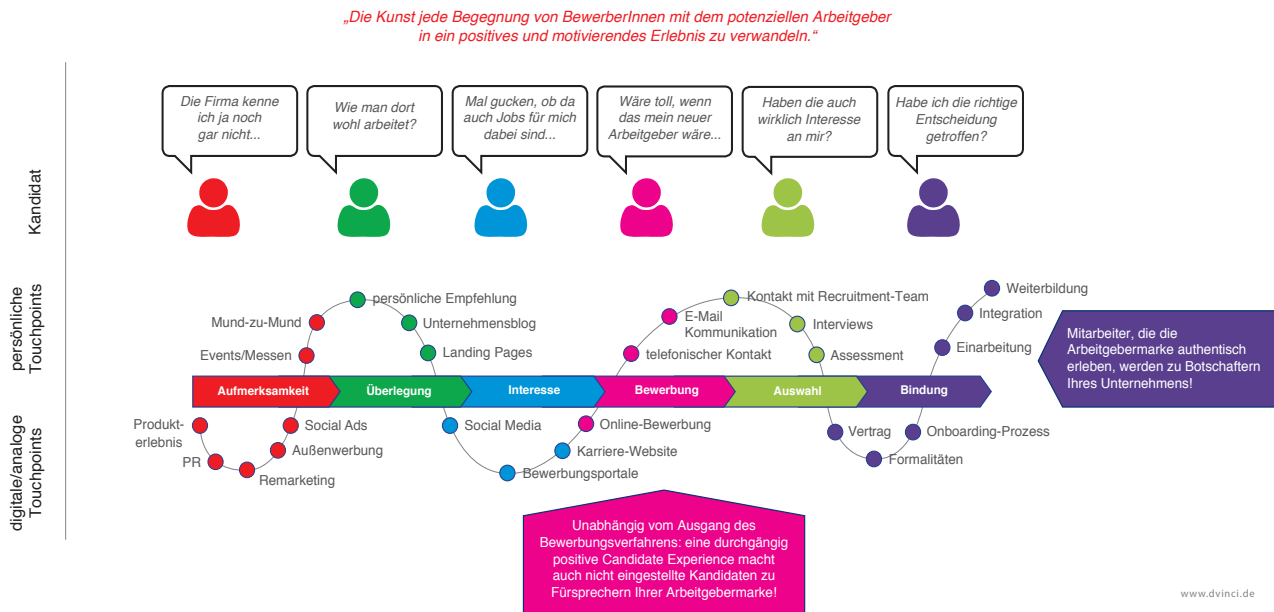 „Die Kunst jede Begegnung von BewerberInnen mit dem potenziellen Arbeitgeber
in ein positives und motivierendes Erlebnis zu verwandeln.“
Kandidat
Die Firma kenne
ich ja noch
gar nicht...
Wie man dort
wohl arbeitet?
Mal gucken, ob da
auch Jobs für mich
dabei sind...
Wäre toll, wenn
das mein neuer
Arbeitgeber wäre...
Haben die auch
wirklich Interesse
an mir?
Habe ich die richtige
Entscheidung
getroffen?
persönliche
Touchpoints
Events/Messen
Mund-zu-Mund
persönliche Empfehlung
Unternehmensblog
Landing Pages
telefonischer Kontakt
E-Mail
Kommunikation
Kontakt mit Recruitment-Team
Interviews
Assessment
Einarbeitung
Integration
Weiterbildung
Mitarbeiter, die die
Arbeitgebermarke authentisch
erleben, werden zu Botschaftern
Ihres Unternehmens!
Aufmerksamkeit
Überlegung
Interesse
Bewerbung
Auswahl
Bindung
digitale/analoge
Touchpoints
Produkt-
erlebnis
PR
Remarketing
Außenwerbung
Social Ads
Social Media
Bewerbungsportale
Karriere-Website
Online-Bewerbung
Vertrag
Formalitäten
Onboarding-Prozess
Unabhängig vom Ausgang des
Bewerbungsverfahrens: eine durchgängig
positive Candidate Experience macht
auch nicht eingestellte Kandidaten zu
Fürsprechern Ihrer Arbeitgebermarke!
www.dvinci.de